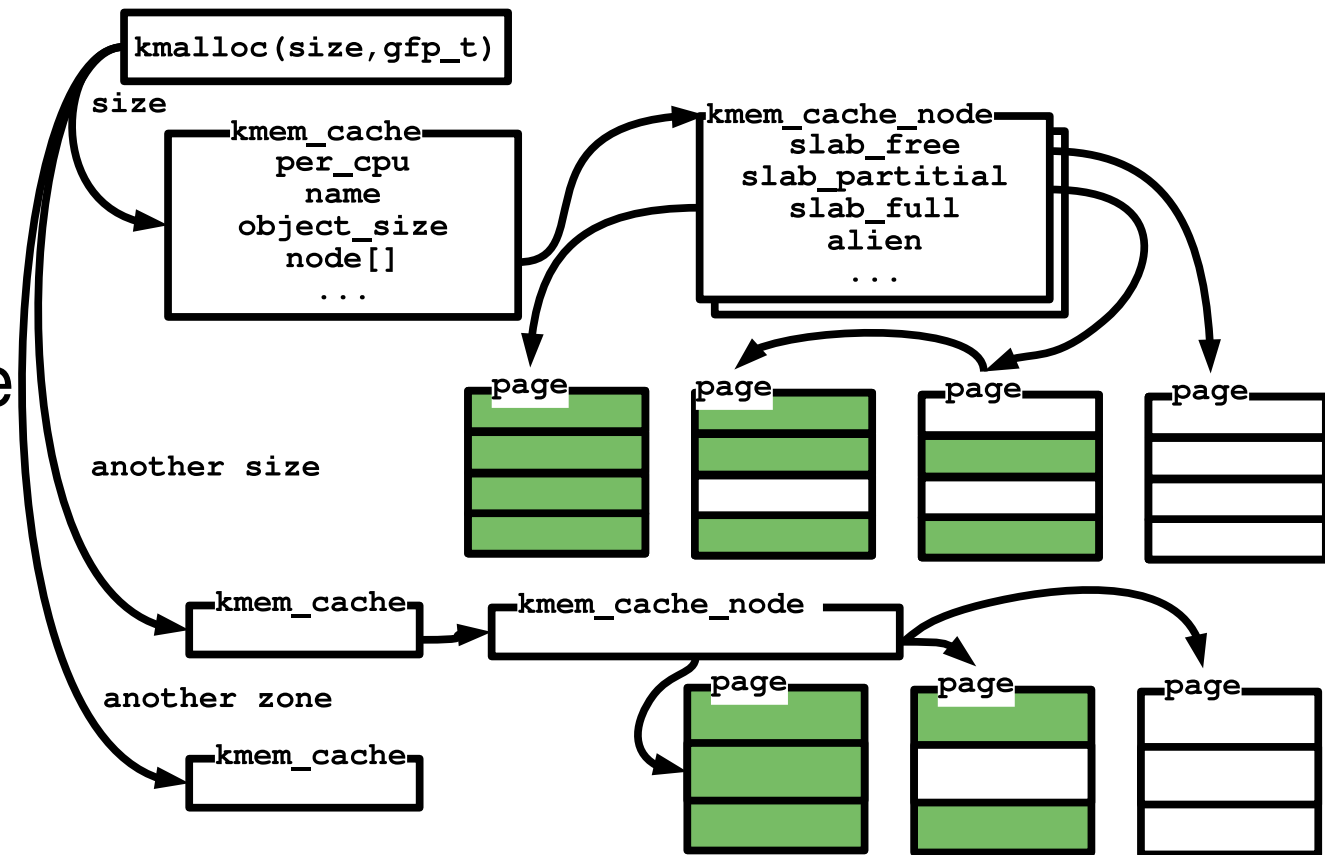 kmalloc(size,gfp_t)
size
kmem_cache
per_cpu
name
object_size
node[]
...
kmem_cache_node
slab_free
slab_partitial
slab_full
alien
...
e
page
page
page
page
another size
kmem_cache
kmem_cache_node
another zone
page
page
page
kmem_cache